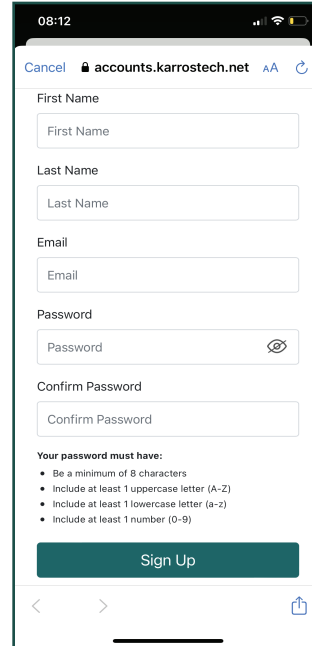 08:12
Cancel accounts.karrostech.net AA
First Name
First Name
Last Name
Last Name
Email
Email
Password
Password
Confirm Password
Confirm Password
Your password must have:
• Be a minimum of 8 characters
• Include at least 1 uppercase letter (A-Z)
• Include at least 1 lowercase letter (a-z)
• Include at least 1 number (0-9)
Sign Up